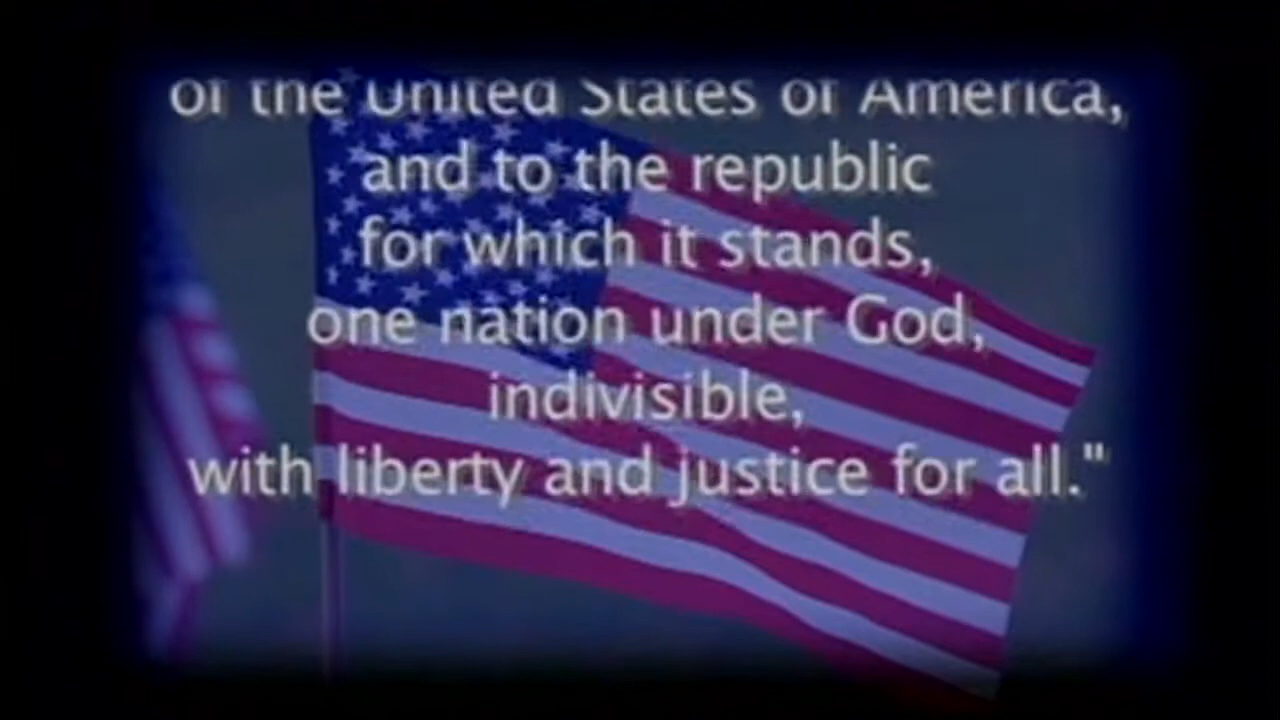 of the United States of America,
and to the republic
for which it stands,
one nation under God,
indivisible,
with liberty and justice for all."